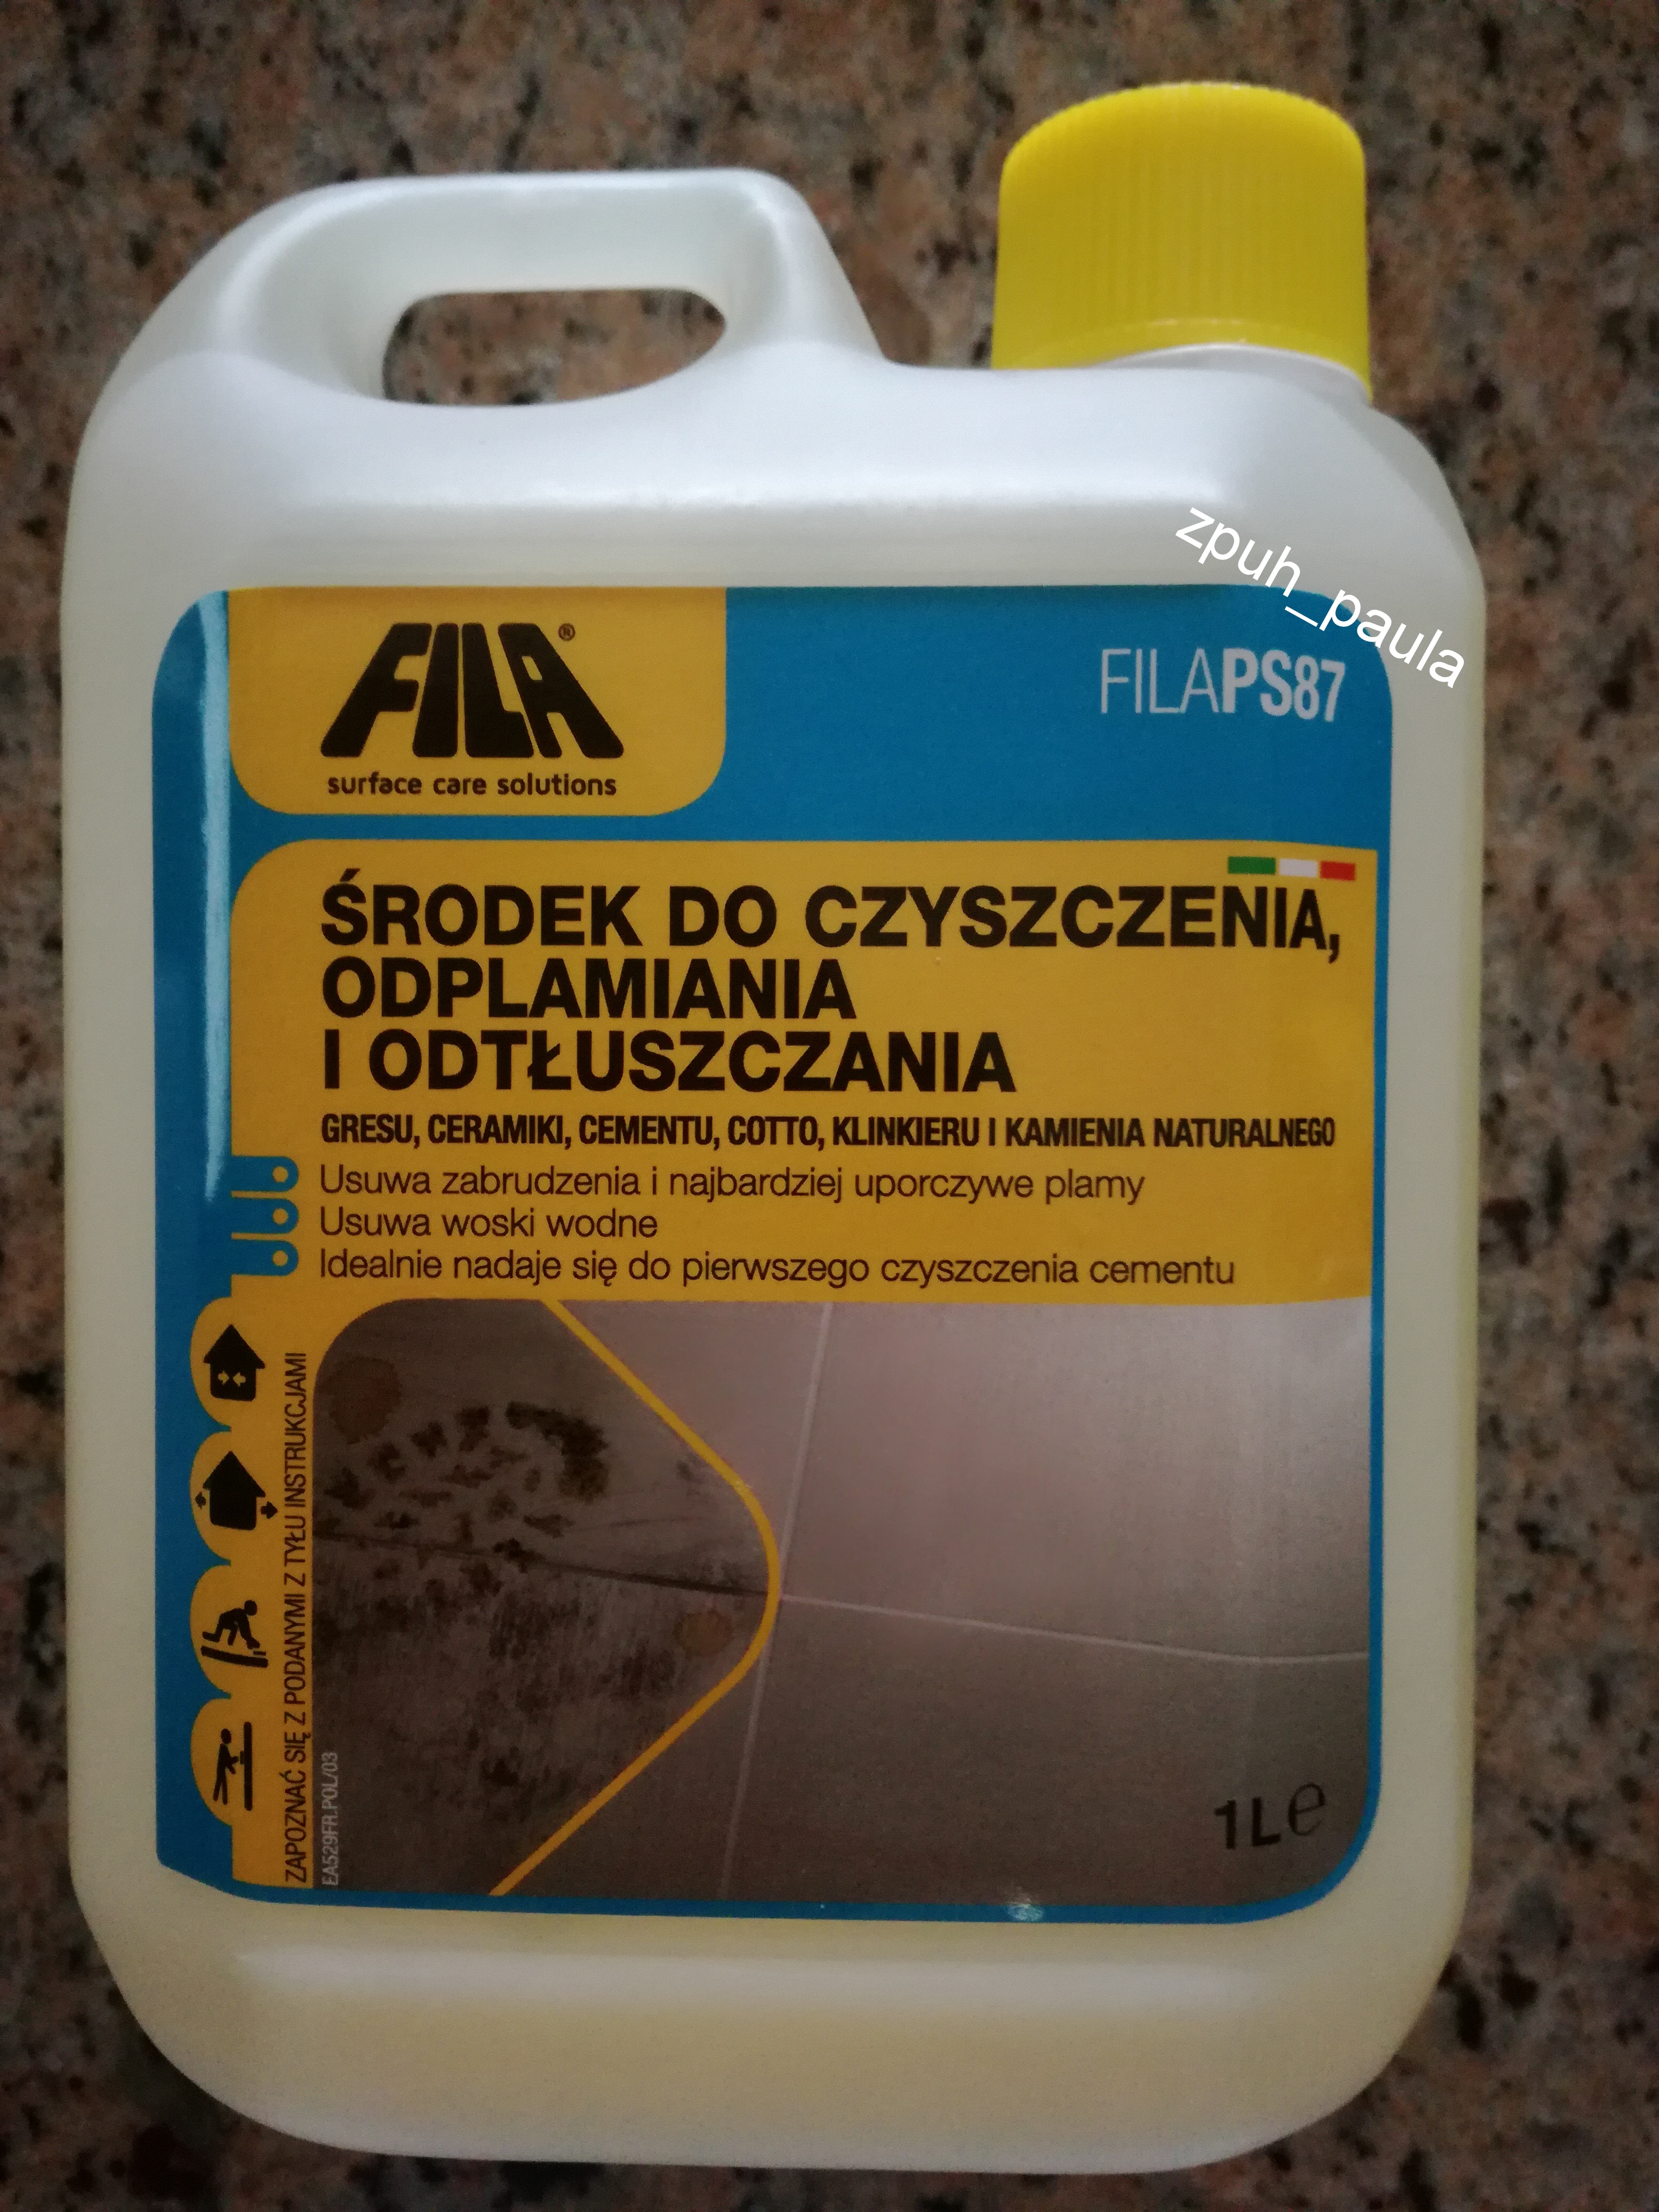 zpuh_paula
FILA®
surface care solutions
FILAPS87
ŚRODEK DO CZYSZCZENIA,
ODPLAMIANIA
I ODTŁUSZCZANIA
GRESU, CERAMIKI, CEMENTU, COTTO, KLINKIERU I KAMIENIA NATURALNEGO
Usuwa zabrudzenia i najbardziej uporczywe plamy
Usuwa woski wodne
Idealnie nadaje się do pierwszego czyszczenia cementu
ZAPOZNAĆ SIĘ Z PODANYMI Z TYŁU INSTRUKCJAMI
EA529FR.POL/03
1L℮